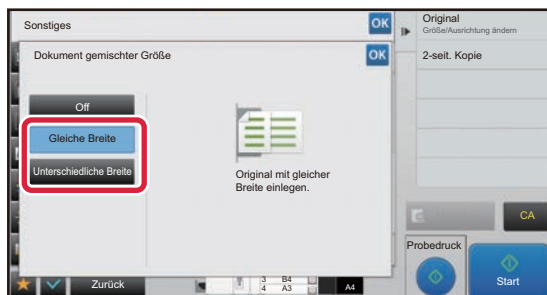 Sonstiges
OK
Original
Größe/Ausrichtung ändern
Dokument gemischter Größe
OK
2-seit. Kopie
Off
Gleiche Breite
Unterschiedliche Breite
Original mit gleicher
Breite einlegen.
CA
Probedruck
Start
Zurück
3 B4
4 A3
A4